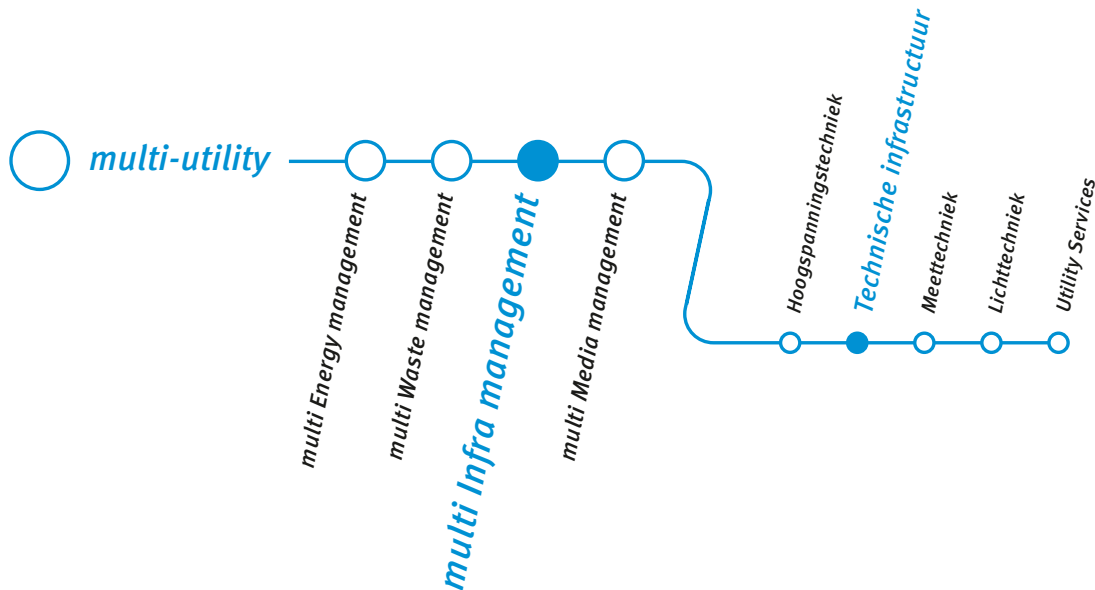 multi-utility
multi Energy management
multi Waste management
multi Infra management
multi Media management
Hoogspanningstechniek
Technische infrastructuur
Meettechniek
Lichttechniek
Utility Services